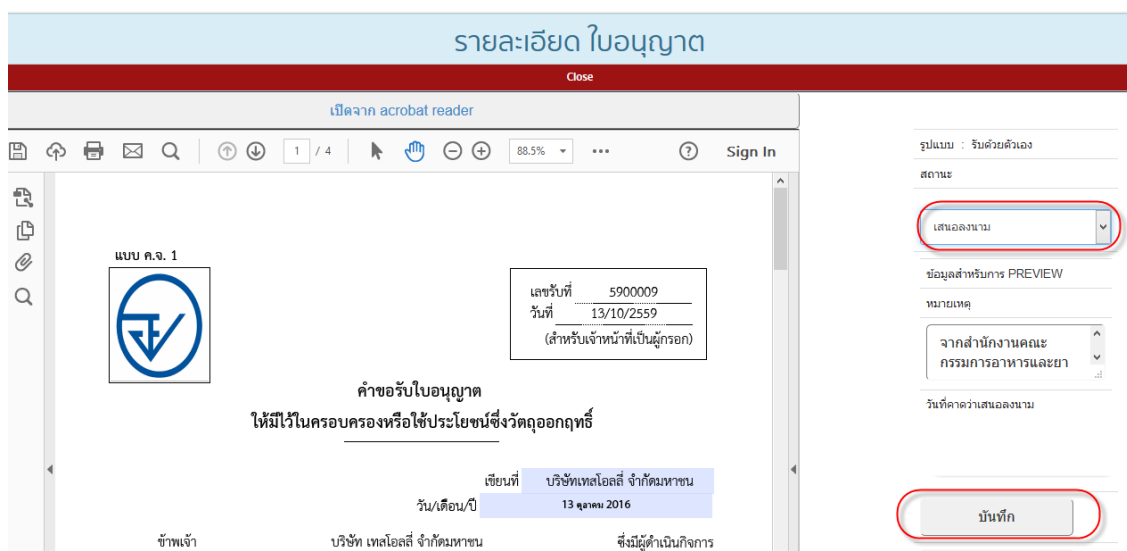 รายละเอียด ใบอนุญาต
Close
เปิดจาก acrobat reader
1 / 4
88.5%
Sign In
แบบ ค.จ. 1
เลขรับที่ 5900009
วันที่ 13/10/2559
(สำหรับเจ้าหน้าที่เป็นผู้กรอก)
คำขอรับใบอนุญาต
ให้มีไว้ในครอบครองหรือใช้ประโยชน์ซึ่งวัตถุออกฤทธิ์
เขียนที่ บริษัทเทสโอลลี่ จำกัดมหาชน
วัน/เดือน/ปี 13 ตุลาคม 2016
ข้าพเจ้า บริษัท เทสโอลลี่ จำกัดมหาชน ซึ่งมีผู้ดำเนินกิจการ
รูปแบบ : รับด้วยตัวเอง
สถานะ
เสนอลงนาม
ข้อมูลสำหรับการ PREVIEW
หมายเหตุ
จากสำนักงานคณะ
กรรมการอาหารและยา
วันที่คาดว่าเสนอลงนาม
บันทึก